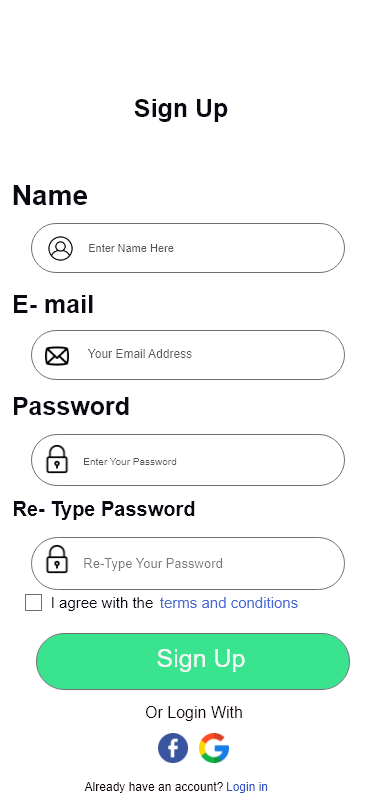 Sign Up
Name
Enter Name Here
E- mail
Your Email Address
Password
Enter Your Password
Re- Type Password
Re-Type Your Password
I agree with the terms and conditions
Sign Up
Or Login With
Already have an account? Login in